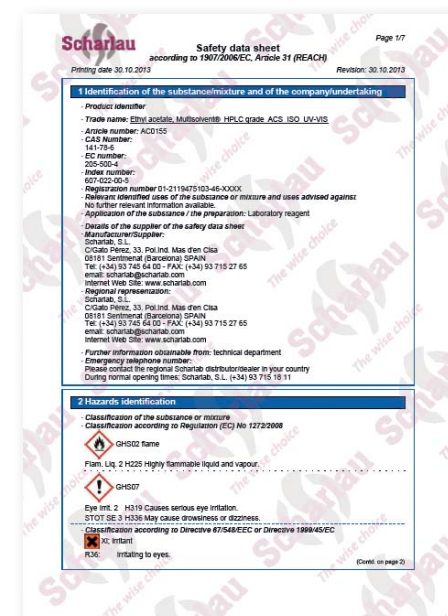 Scharlau
Page 1/7
Safety data sheet
according to 1907/2006/EC, Article 31 (REACH)
Printing date 30.10.2013
Revision: 30.10.2013
1 Identification of the substance/mixture and of the company/undertaking
· Product identifier
· Trade name: Ethyl acetate, Multisolvent® HPLC grade ACS ISO UV-VIS
· Article number: AC0155
· CAS Number:
141-78-6
· EC number:
205-500-4
· Index number:
607-022-00-5
· Registration number 01-2119475103-46-XXXX
· Relevant identified uses of the substance or mixture and uses advised against
No further relevant information available.
· Application of the substance / the preparation: Laboratory reagent
· Details of the supplier of the safety data sheet
· Manufacturer/Supplier:
Scharlab, S.L.
C/Gato Pérez, 33. Pol.Ind. Mas d'en Cisa
08181 Sentmenat (Barcelona) SPAIN
Tel: (+34) 93 745 64 00 - FAX: (+34) 93 715 27 65
email: scharlab@scharlab.com
Internet Web Site: www.scharlab.com
· Regional representation:
Scharlab, S.L.
C/Gato Pérez, 33. Pol.Ind. Mas d'en Cisa
08181 Sentmenat (Barcelona) SPAIN
Tel: (+34) 93 745 64 00 - FAX: (+34) 93 715 27 65
email: scharlab@scharlab.com
Internet Web Site: www.scharlab.com
· Further information obtainable from: technical department
· Emergency telephone number:
Please contact the regional Scharlab distributor/dealer in your country
During normal opening times: Scharlab, S.L. (+34) 93 715 18 11
2 Hazards identification
· Classification of the substance or mixture
· Classification according to Regulation (EC) No 1272/2008
GHS02 flame
Flam. Liq. 2 H225 Highly flammable liquid and vapour.
GHS07
Eye Irrit. 2 H319 Causes serious eye irritation.
STOT SE 3 H336 May cause drowsiness or dizziness.
· Classification according to Directive 67/548/EEC or Directive 1999/45/EC
Xi; Irritant
R36: Irritating to eyes.
(Contd. on page 2)
Scharlau
The wise choice